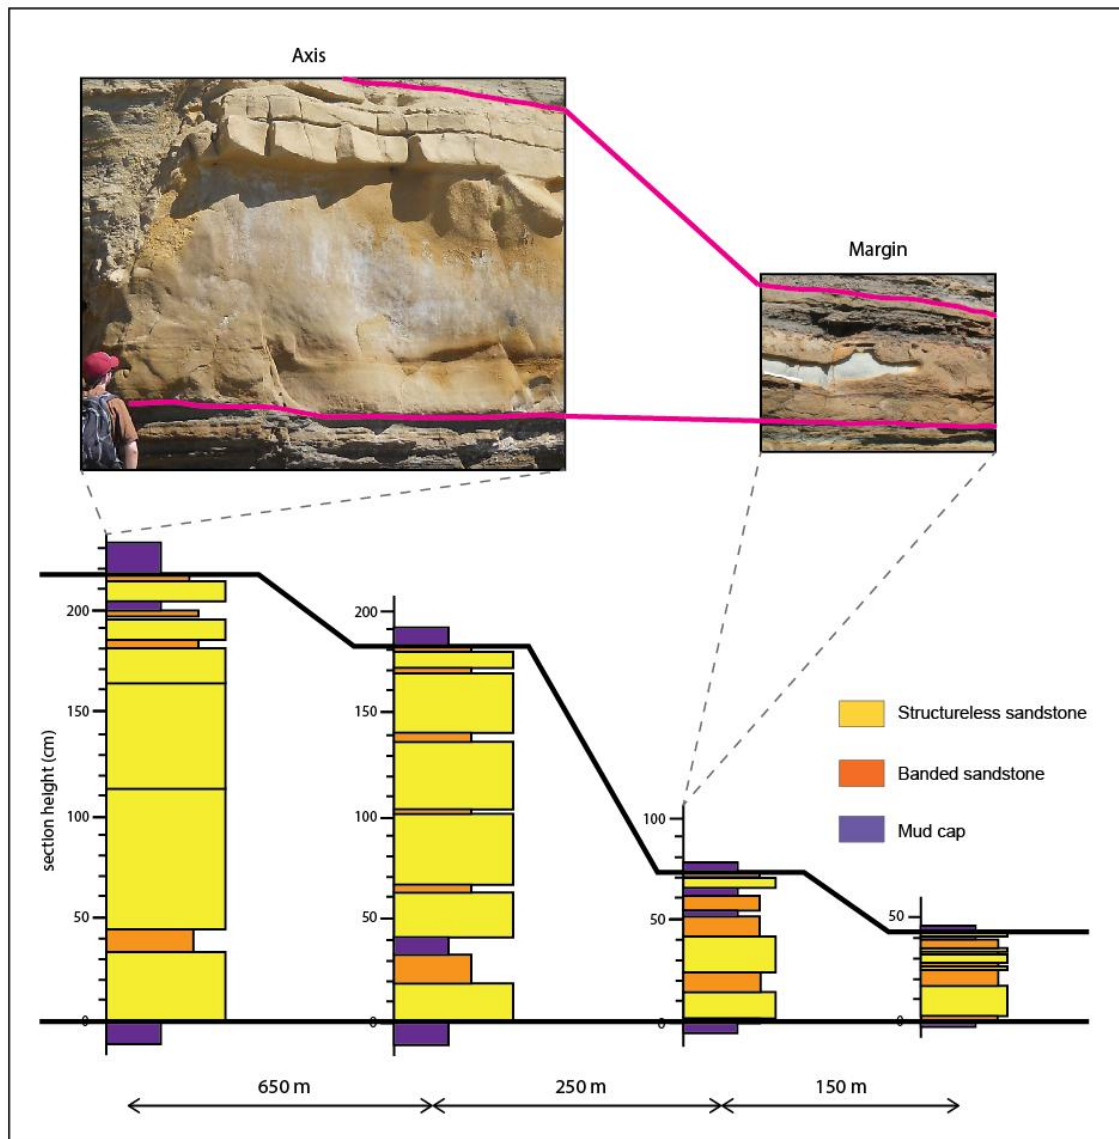 Axis
Margin
200
150
100
50
0
section height (cm)
200
150
100
50
0
100
50
0
50
0
Structureless sandstone
Banded sandstone
Mud cap
650 m
250 m
150 m